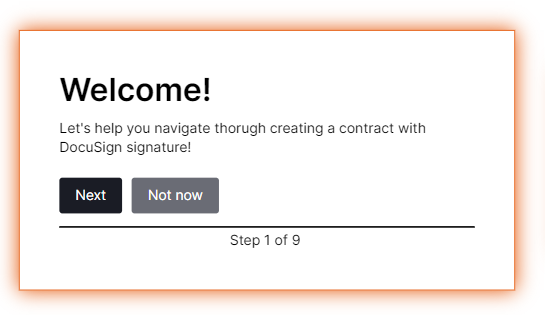 Welcome!
Let's help you navigate thorugh creating a contract with
DocuSign signature!
Next
Not now
Step 1 of 9